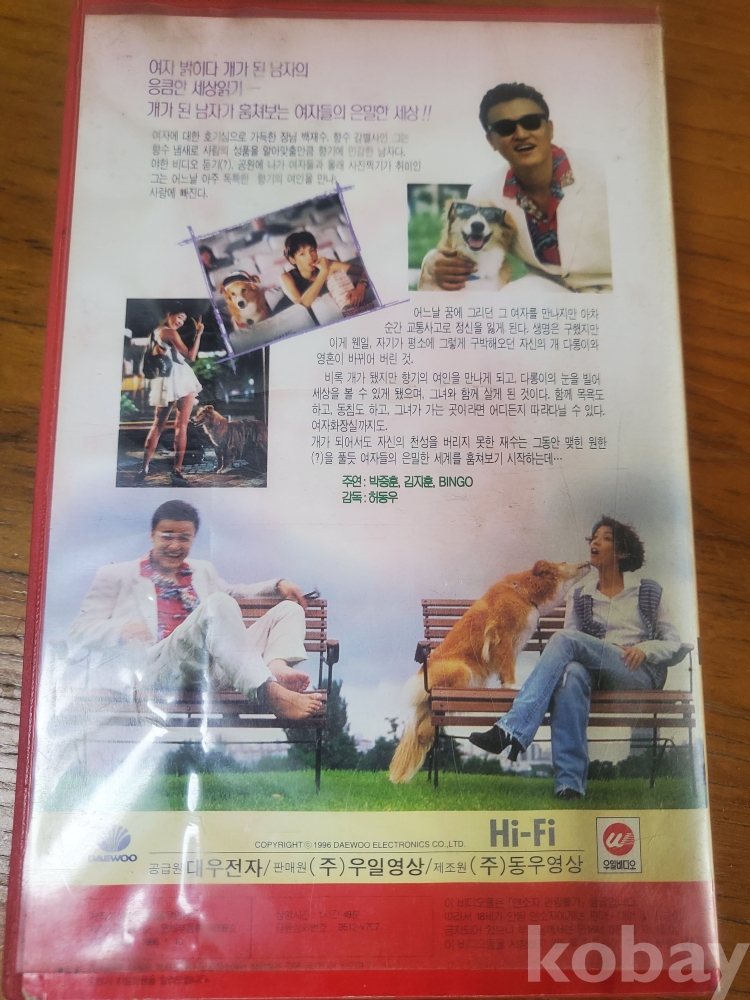 여자 밝히다 개가 된 남자의
응큼한 세상읽기 —
개가 된 남자가 훔쳐보는 여자들의 은밀한 세상 !!
여자에 대한 호기심으로 가득한 장님 백재수. 향수 감별사인 그는
향수 냄새로 사람의 성품을 알아맞출만큼 향기에 민감한 남자다.
야한 비디오 듣기(?), 공원에 나가 여자들과 몰래 사진찍기가 취미인
그는 어느날 아주 독특한 향기의 여인을 만나
사랑에 빠진다.
어느날 꿈에 그리던 그 여자를 만나지만 아차
순간 교통사고로 정신을 잃게 된다. 생명은 구했지만
이게 웬일, 자기가 평소에 그렇게 구박해오던 자신의 개 다롱이와
영혼이 바뀌어 버린 것.
비록 개가 됐지만 향기의 여인을 만나게 되고, 다롱이의 눈을 빌어
세상을 볼 수 있게 됐으며, 그녀와 함께 살게 된 것이다. 함께 목욕도
하고, 동침도 하고, 그녀가 가는 곳이라면 어디든지 따라다닐 수 있다.
여자화장실까지도.
개가 되어서도 자신의 천성을 버리지 못한 재수는 그동안 맺힌 원한
(?)을 풀듯 여자들의 은밀한 세계를 훔쳐보기 시작하는데…
주연 : 박중훈, 김지훈, BINGO
감독 : 허동우
COPYRIGHT ⓒ 1996 DAEWOO ELECTRONICS CO., LTD.
Hi-Fi
DAEWOO
공급원 대우전자/판매원 (주) 우일영상/제조원 (주) 동우영상
우일비디오
kobay